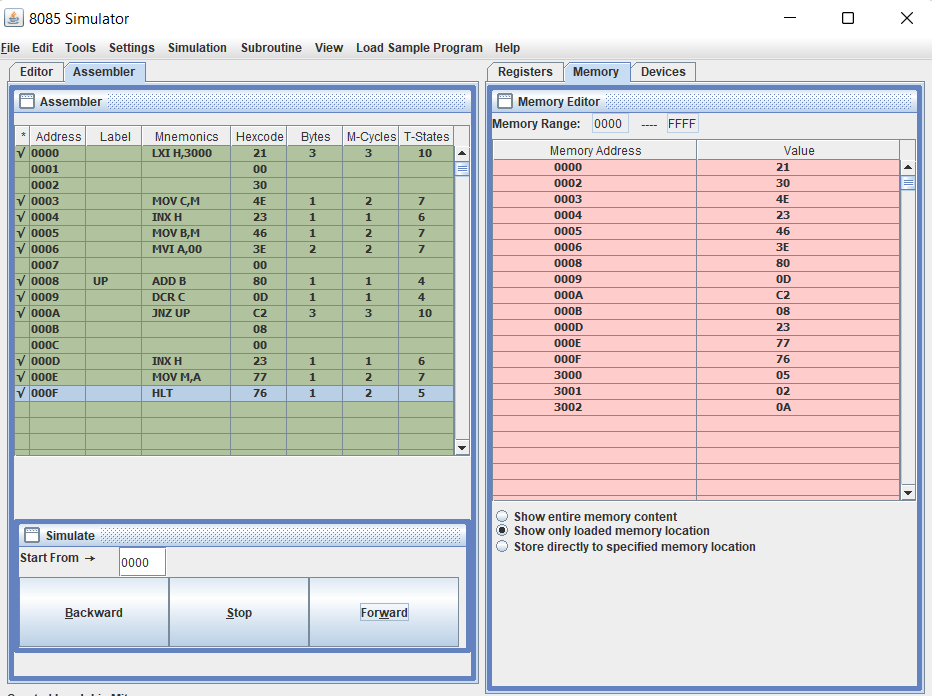 8085 Simulator
File Edit Tools Settings Simulation Subroutine View Load Sample Program Help
Editor Assembler
Assembler
* Address Label Mnemonics Hexcode Bytes M-Cycles T-States
√ 0000 LXI H,3000 21 3 3 10
0001 00
0002 30
√ 0003 MOV C,M 4E 1 2 7
√ 0004 INX H 23 1 1 6
√ 0005 MOV B,M 46 1 2 7
√ 0006 MVI A,00 3E 2 2 7
0007 00
√ 0008 UP ADD B 80 1 1 4
√ 0009 DCR C 0D 1 1 4
√ 000A JNZ UP C2 3 3 10
000B 08
000C 00
√ 000D INX H 23 1 1 6
√ 000E MOV M,A 77 1 2 7
√ 000F HLT 76 1 2 5
Simulate
Start From → 0000
Backward Stop Forward
Registers Memory Devices
Memory Editor
Memory Range: 0000 ---- FFFF
Memory Address Value
0000 21
0002 30
0003 4E
0004 23
0005 46
0006 3E
0008 80
0009 0D
000A C2
000B 08
000D 23
000E 77
000F 76
3000 05
3001 02
3002 0A
Show entire memory content
Show only loaded memory location
Store directly to specified memory location